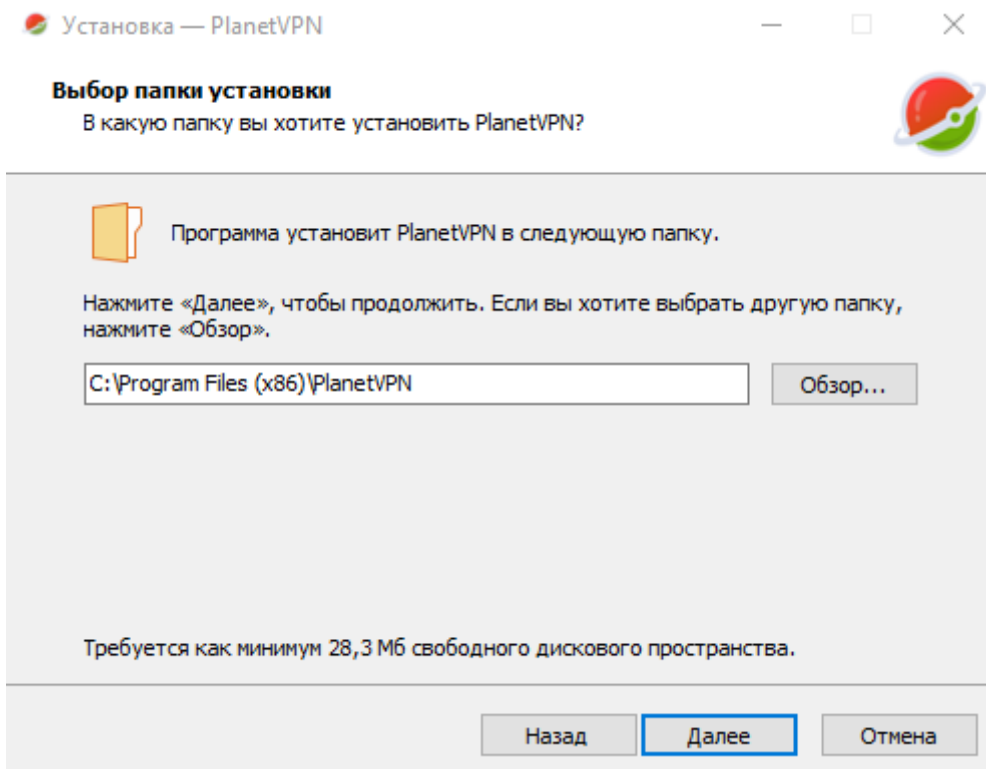 Установка — PlanetVPN
Выбор папки установки
В какую папку вы хотите установить PlanetVPN?
Программа установит PlanetVPN в следующую папку.
Нажмите «Далее», чтобы продолжить. Если вы хотите выбрать другую папку,
нажмите «Обзор».
C:\Program Files (x86)\PlanetVPN
Обзор...
Требуется как минимум 28,3 Мб свободного дискового пространства.
Назад
Далее
Отмена